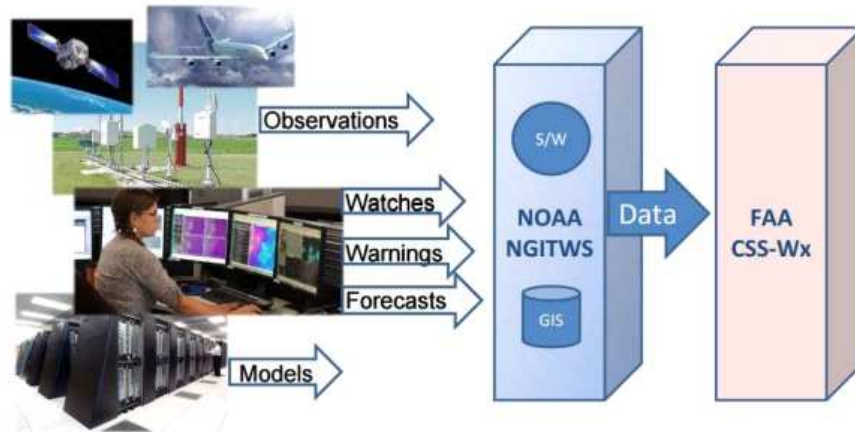 Observations
Watches
Warnings
Forecasts
Models
S/W
NOAA
NGITWS
GIS
Data
FAA
CSS-Wx